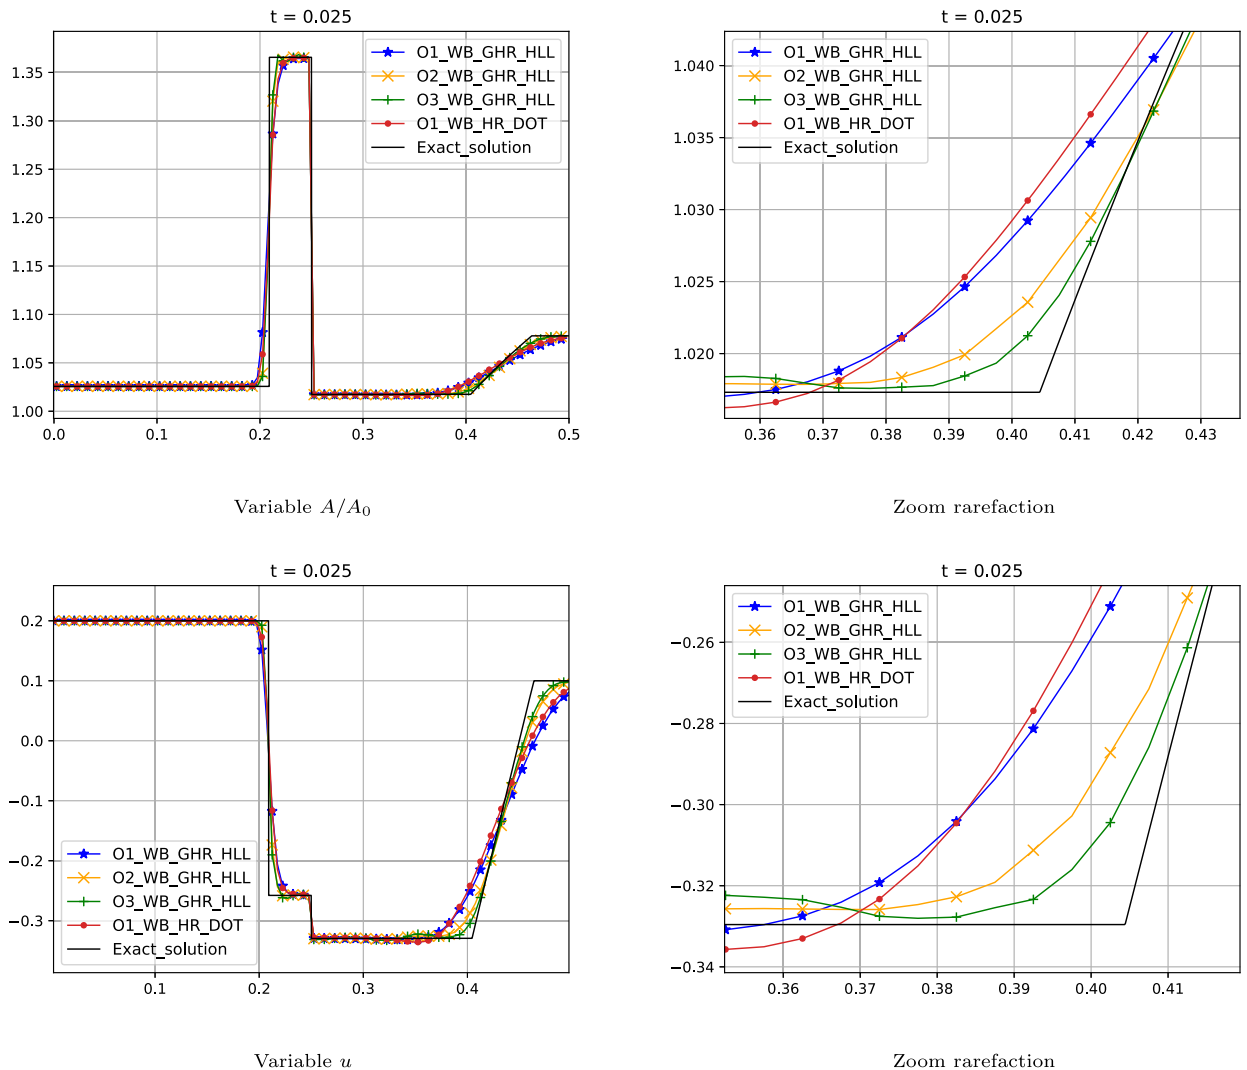 t = 0.025
O1_WB_GHR_HLL
O2_WB_GHR_HLL
O3_WB_GHR_HLL
O1_WB_HR_DOT
Exact_solution
1.35
1.30
1.25
1.20
1.15
1.10
1.05
1.00
0.0 0.1 0.2 0.3 0.4 0.5
Variable A/A₀
t = 0.025
O1_WB_GHR_HLL
O2_WB_GHR_HLL
O3_WB_GHR_HLL
O1_WB_HR_DOT
Exact_solution
1.040
1.035
1.030
1.025
1.020
0.36 0.37 0.38 0.39 0.40 0.41 0.42 0.43
Zoom rarefaction
t = 0.025
0.2
0.1
0.0
−0.1
−0.2
−0.3
O1_WB_GHR_HLL
O2_WB_GHR_HLL
O3_WB_GHR_HLL
O1_WB_HR_DOT
Exact_solution
0.1 0.2 0.3 0.4
Variable u
t = 0.025
O1_WB_GHR_HLL
O2_WB_GHR_HLL
O3_WB_GHR_HLL
O1_WB_HR_DOT
Exact_solution
−0.26
−0.28
−0.30
−0.32
−0.34
0.36 0.37 0.38 0.39 0.40 0.41
Zoom rarefaction